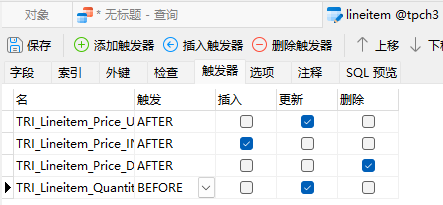 对象 * 无标题 - 查询 lineitem @tpch3
保存 添加触发器 插入触发器 删除触发器 上移
字段 索引 外键 检查 触发器 选项 注释 SQL 预览
名 触发 插入 更新 删除
TRI_Lineitem_Price_U AFTER
TRI_Lineitem_Price_IN AFTER
TRI_Lineitem_Price_D AFTER
TRI_Lineitem_Quantit BEFORE